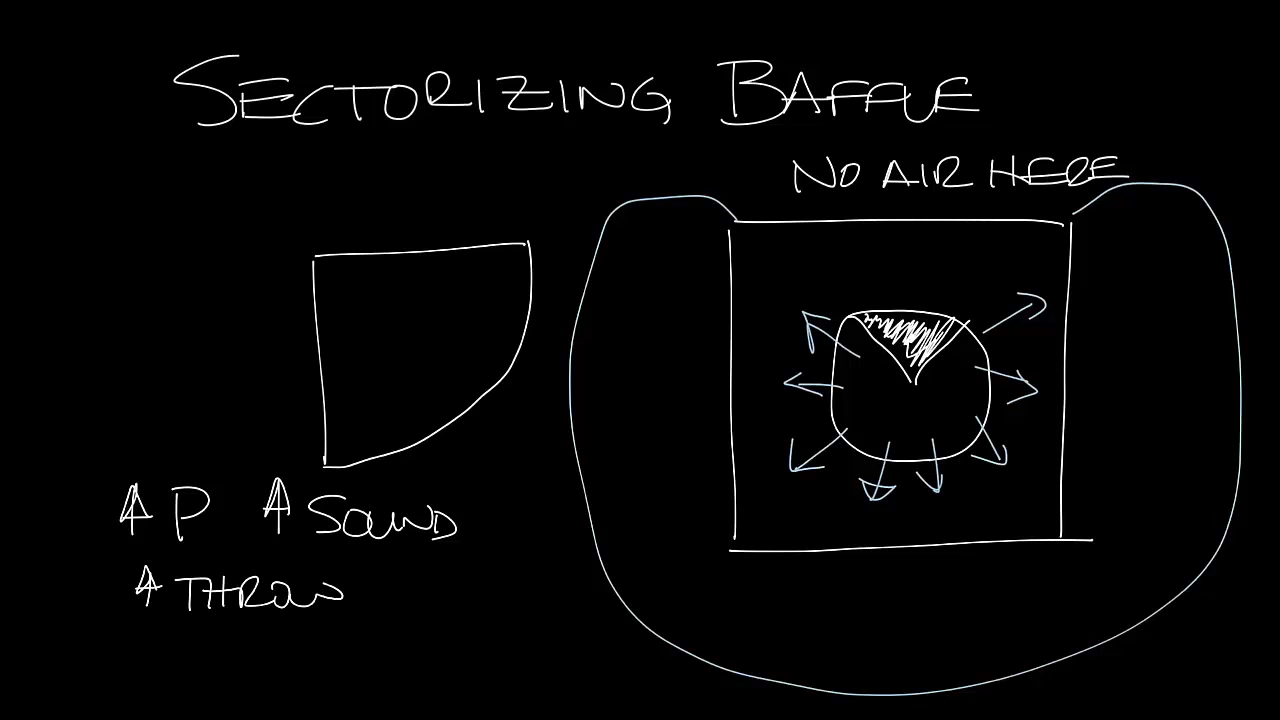 SECTORIZING BAFFLE
NO AIR HERE
↑ P ↑ SOUND
↑ THROW